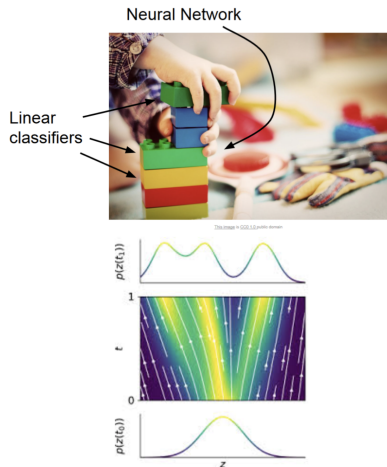 Neural Network
Linear
classifiers
This image is CC0 1.0 public domain
p(z(t₁))
1
t
0
p(z(t₀))
z